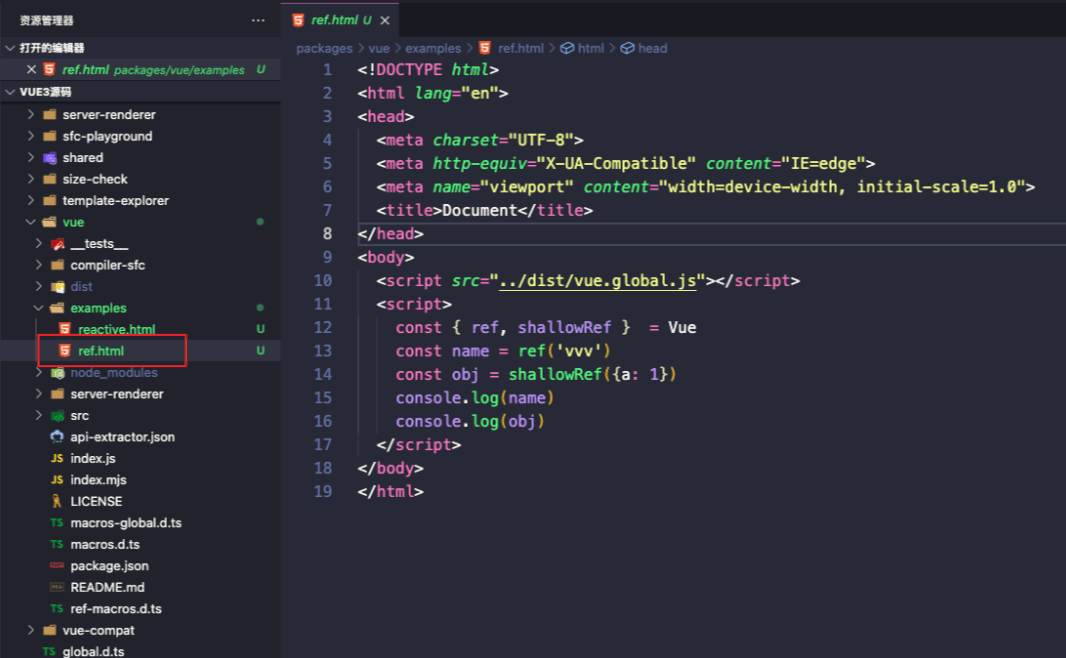 资源管理器 ...
打开的编辑器
ref.html packages/vue/examples U
VUE3源码
server-renderer
sfc-playground
shared
size-check
template-explorer
vue
__tests__
compiler-sfc
dist
examples
reactive.html U
ref.html U
node_modules
server-renderer
src
api-extractor.json
JS index.js
JS index.mjs
LICENSE
TS macros-global.d.ts
TS macros.d.ts
package.json
README.md
TS ref-macros.d.ts
vue-compat
TS global.d.ts
ref.html U
packages > vue > examples > ref.html > html > head
1 <!DOCTYPE html>
2 <html lang="en">
3 <head>
4 <meta charset="UTF-8">
5 <meta http-equiv="X-UA-Compatible" content="IE=edge">
6 <meta name="viewport" content="width=device-width, initial-scale=1.0">
7 <title>Document</title>
8 </head>
9 <body>
10 <script src="../dist/vue.global.js"></script>
11 <script>
12 const { ref, shallowRef }  = Vue
13 const name = ref('vvv')
14 const obj = shallowRef({a: 1})
15 console.log(name)
16 console.log(obj)
17 </script>
18 </body>
19 </html>